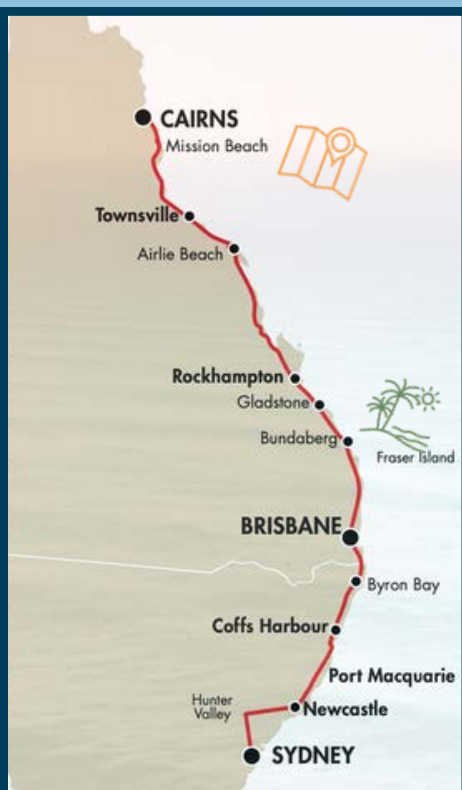 CAIRNS
Mission Beach
Townsville
Airlie Beach
Rockhampton
Gladstone
Bundaberg
Fraser Island
BRISBANE
Byron Bay
Coffs Harbour
Port Macquarie
Hunter
Valley
Newcastle
SYDNEY